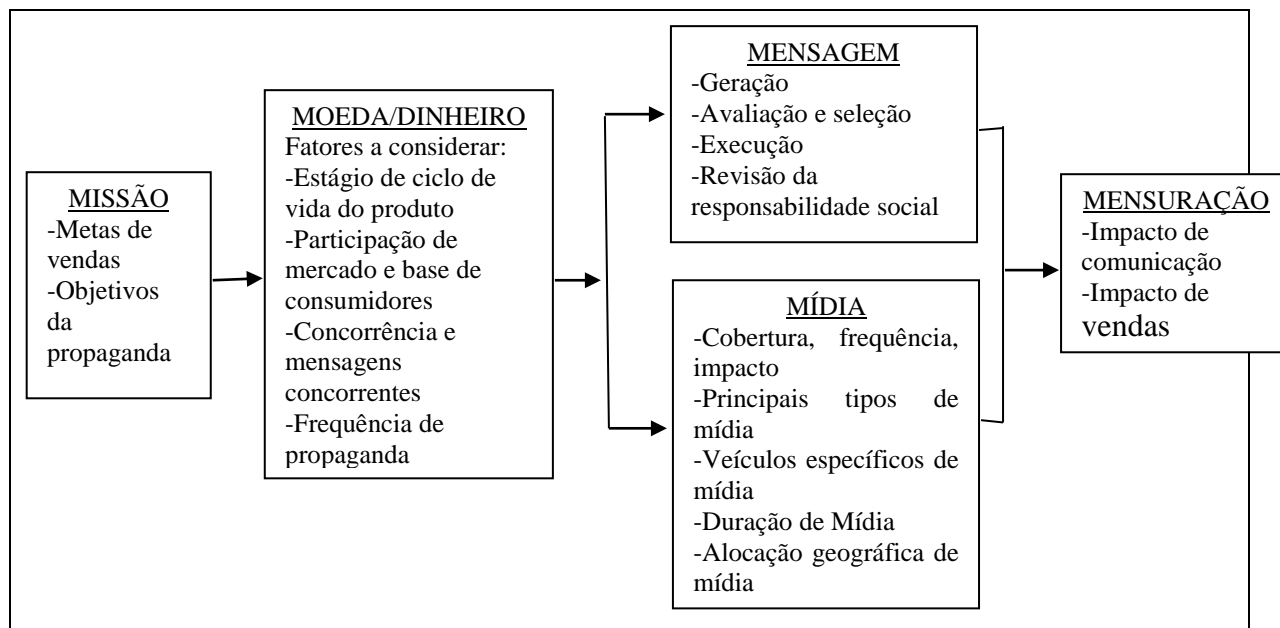 MISSÃO
-Metas de
vendas
-Objetivos
da
propaganda
MOEDA/DINHEIRO
Fatores a considerar:
-Estágio de ciclo de
vida do produto
-Participação de
mercado e base de
consumidores
-Concorrência e
mensagens
concorrentes
-Frequência de
propaganda
MENSAGEM
-Geração
-Avaliação e seleção
-Execução
-Revisão da
responsabilidade social
MÍDIA
-Cobertura, frequência,
impacto
-Principais tipos de
mídia
-Veículos específicos de
mídia
-Duração de Mídia
-Alocação geográfica de
mídia
MENSURAÇÃO
-Impacto de
comunicação
-Impacto de
vendas